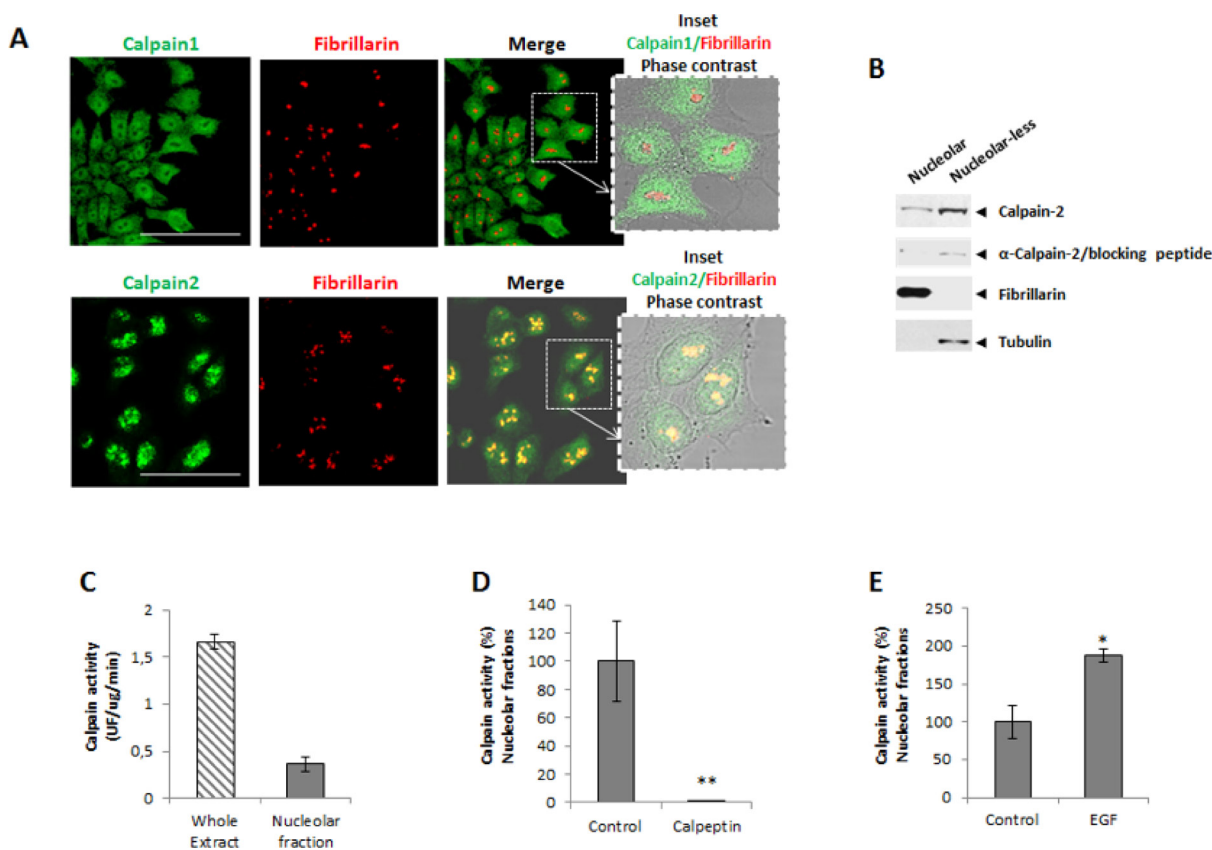 A
Calpain1
Fibrillarin
Merge
Inset
Calpain1/Fibrillarin
Phase contrast
Calpain2
Fibrillarin
Merge
Inset
Calpain2/Fibrillarin
Phase contrast
B
Nucleolar
Nucleolar-less
Calpain-2
α-Calpain-2/blocking peptide
Fibrillarin
Tubulin
C
Calpain activity
(UF/ug/min)
2
1,5
1
0,5
0
Whole
Extract
Nucleolar
fraction
D
Calpain activity (%)
Nucleolar fractions
140
120
100
80
60
40
20
0
**
Control
Calpeptin
E
Calpain activity (%)
Nucleolar fractions
250
200
150
100
50
0
*
Control
EGF